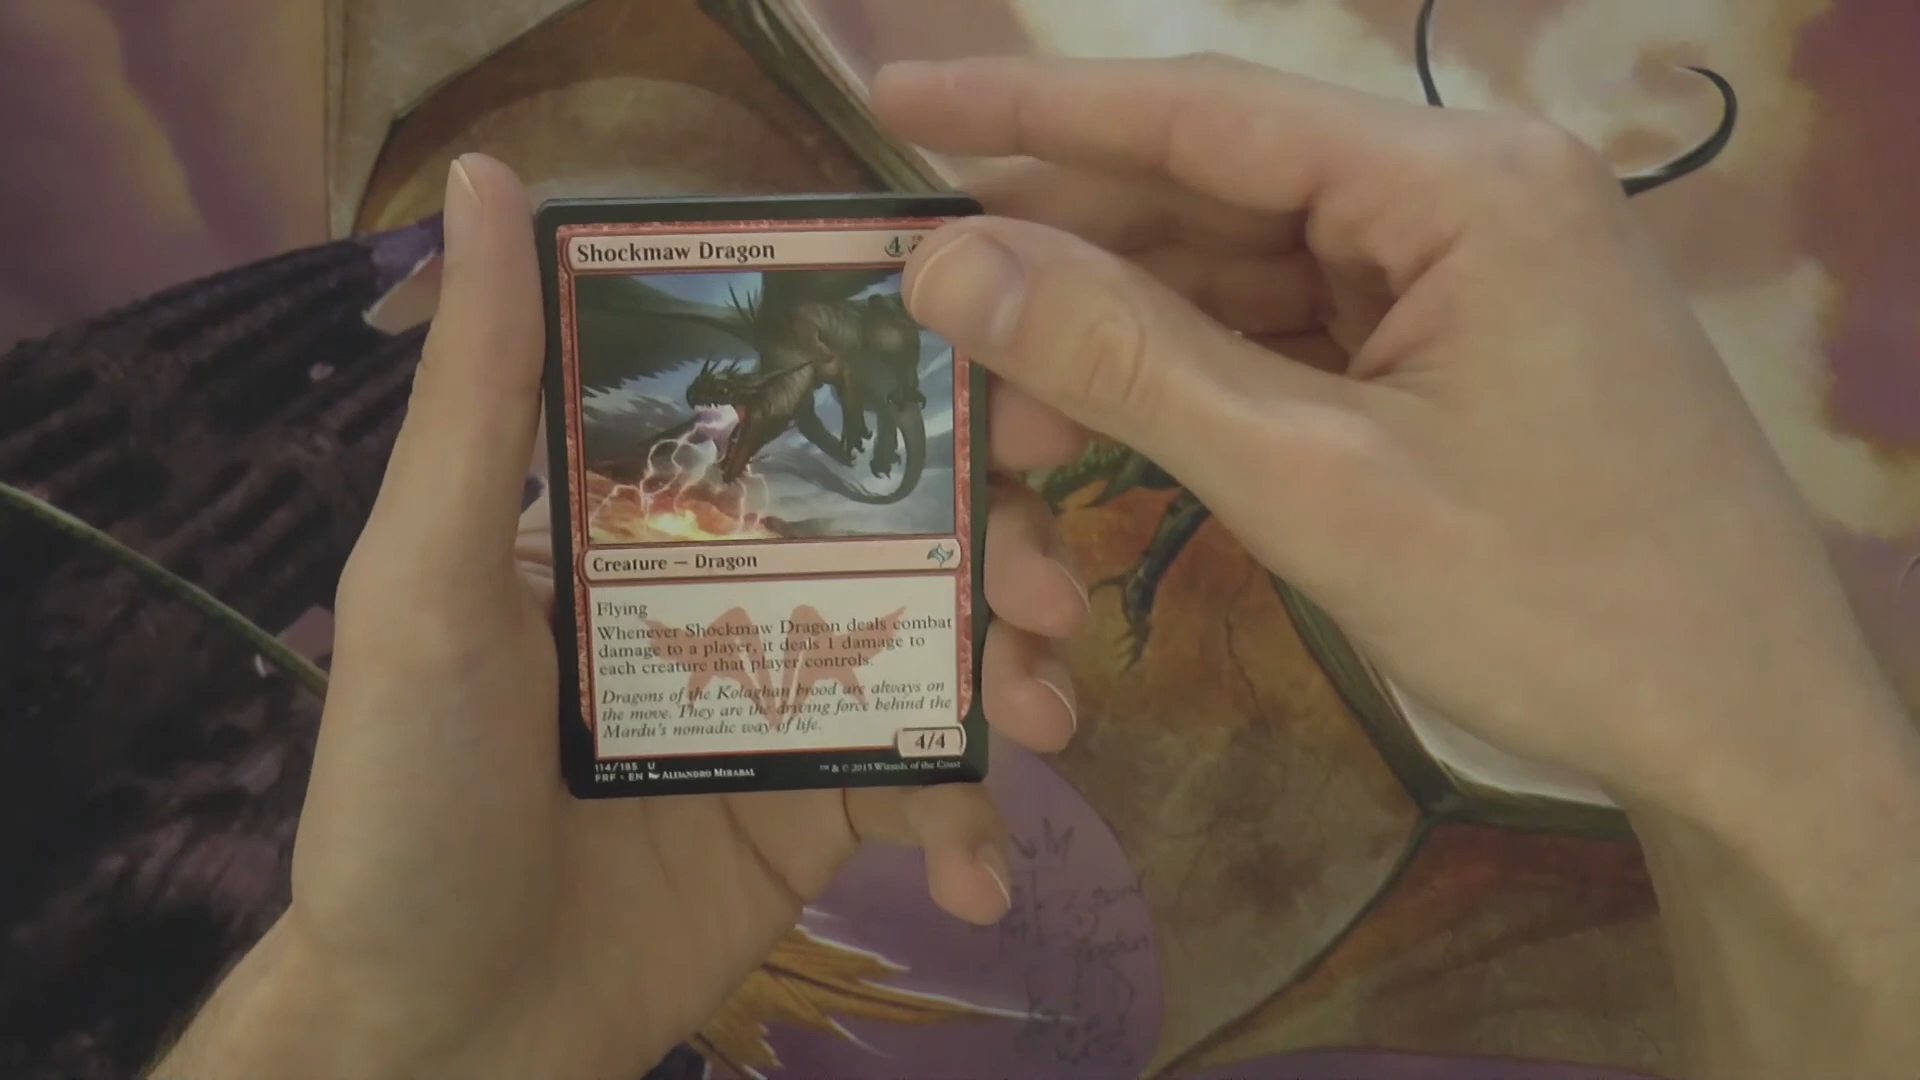 Shockmaw Dragon 4
Creature — Dragon
Flying
Whenever Shockmaw Dragon deals combat
damage to a player, it deals 1 damage to
each creature that player controls.
Dragons of the Kolaghan brood are always on
the move. They are the driving force behind the
Mardu's nomadic way of life.
4/4
114/185 U
FRF • EN Alejandro Mirabal
™ & © 2015 Wizards of the Coast